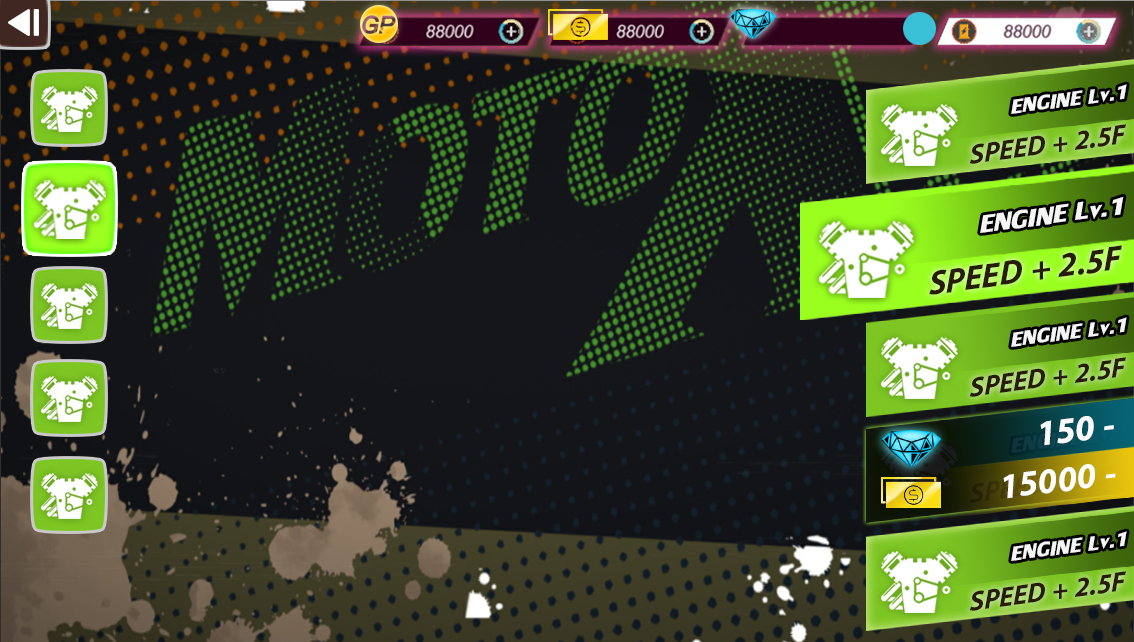 GP 88000 +
$ 88000 +
88000 +
MOTO X
ENGINE Lv.1
SPEED + 2.5F
ENGINE Lv.1
SPEED + 2.5F
ENGINE Lv.1
SPEED + 2.5F
150 -
$ 15000 -
ENGINE Lv.1
SPEED + 2.5F